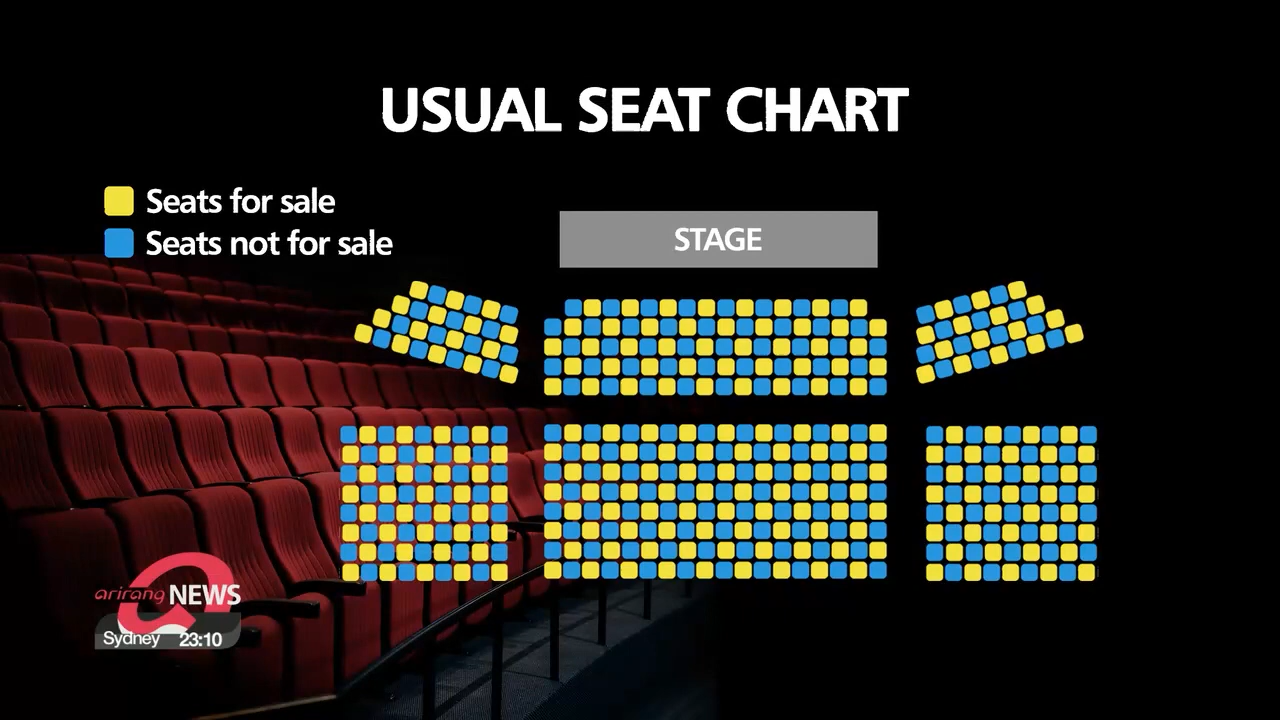 USUAL SEAT CHART
Seats for sale
Seats not for sale
STAGE
arirang NEWS
Sydney 23:10